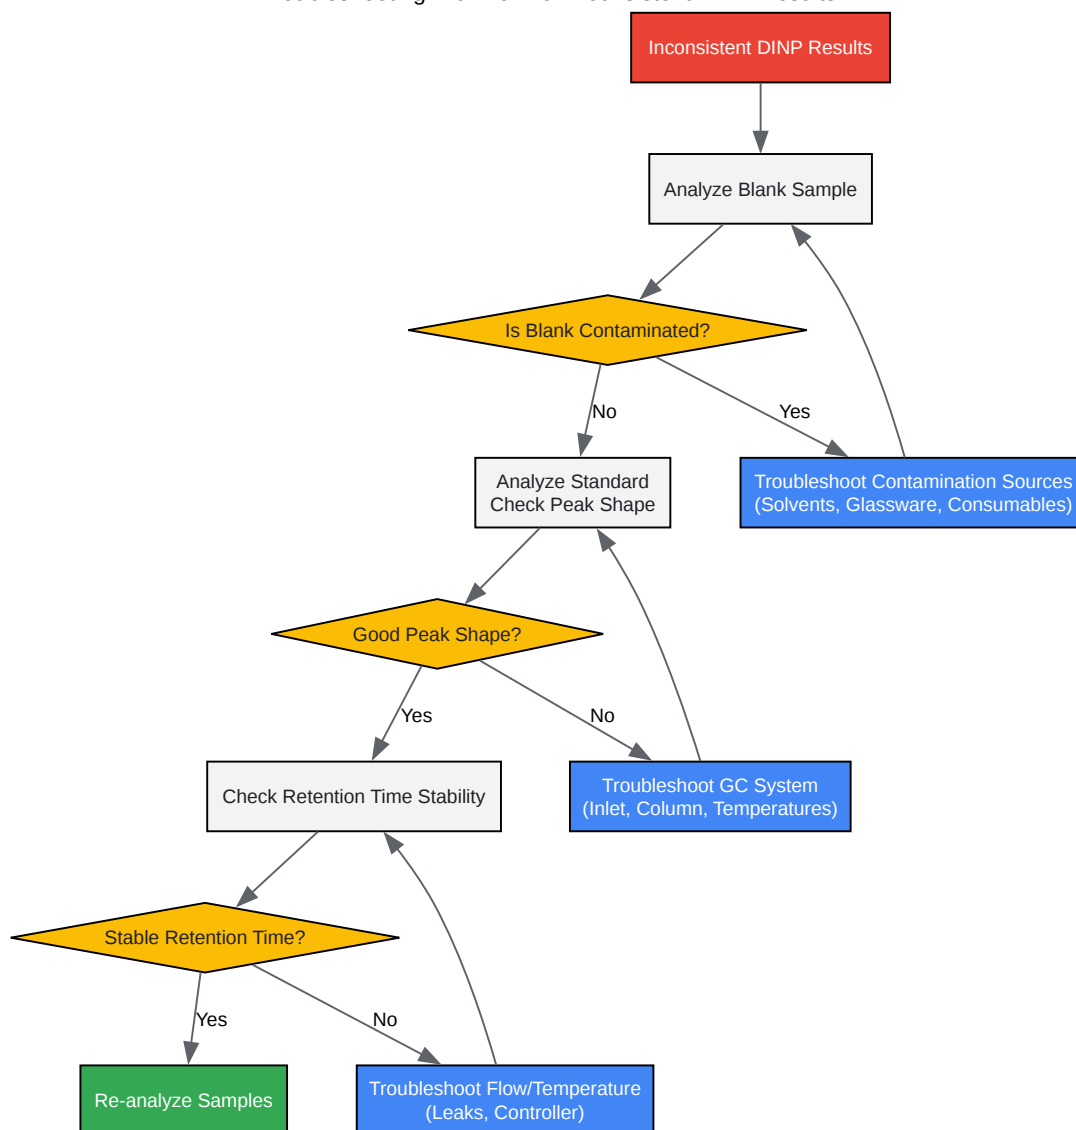 Inconsistent DINP Results
Analyze Blank Sample
Is Blank Contaminated?
No
Yes
Analyze Standard
Check Peak Shape
Troubleshoot Contamination Sources
(Solvents, Glassware, Consumables)
Good Peak Shape?
Yes
No
Check Retention Time Stability
Troubleshoot GC System
(Inlet, Column, Temperatures)
Stable Retention Time?
Yes
No
Re-analyze Samples
Troubleshoot Flow/Temperature
(Leaks, Controller)